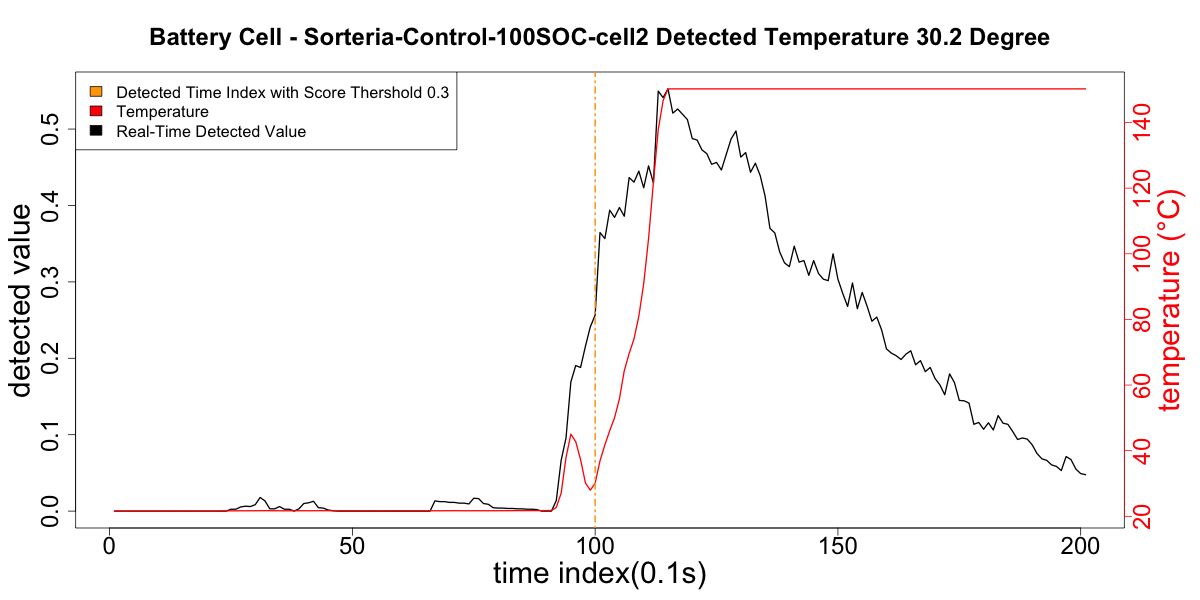 Battery Cell - Sorteria-Control-100SOC-cell2 Detected Temperature 30.2 Degree
Detected Time Index with Score Thershold 0.3
Temperature
Real-Time Detected Value
detected value
0.5
0.4
0.3
0.2
0.1
0.0
140
120
100
80
60
40
20
temperature (°C)
0 50 100 150 200
time index(0.1s)